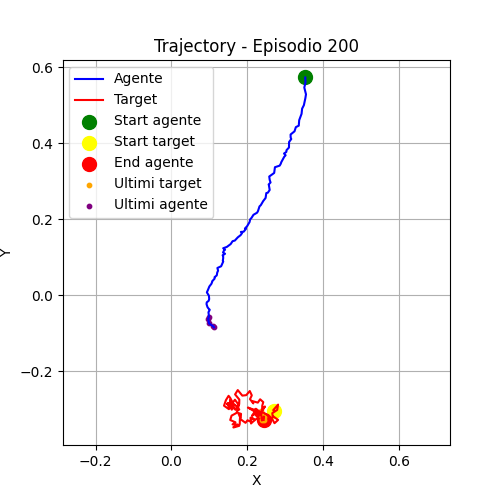 Trajectory - Episodio 200
Agente
Target
Start agente
Start target
End agente
Ultimi target
Ultimi agente
0.6
0.4
0.2
0.0
−0.2
Y
−0.2
0.0
0.2
0.4
0.6
X